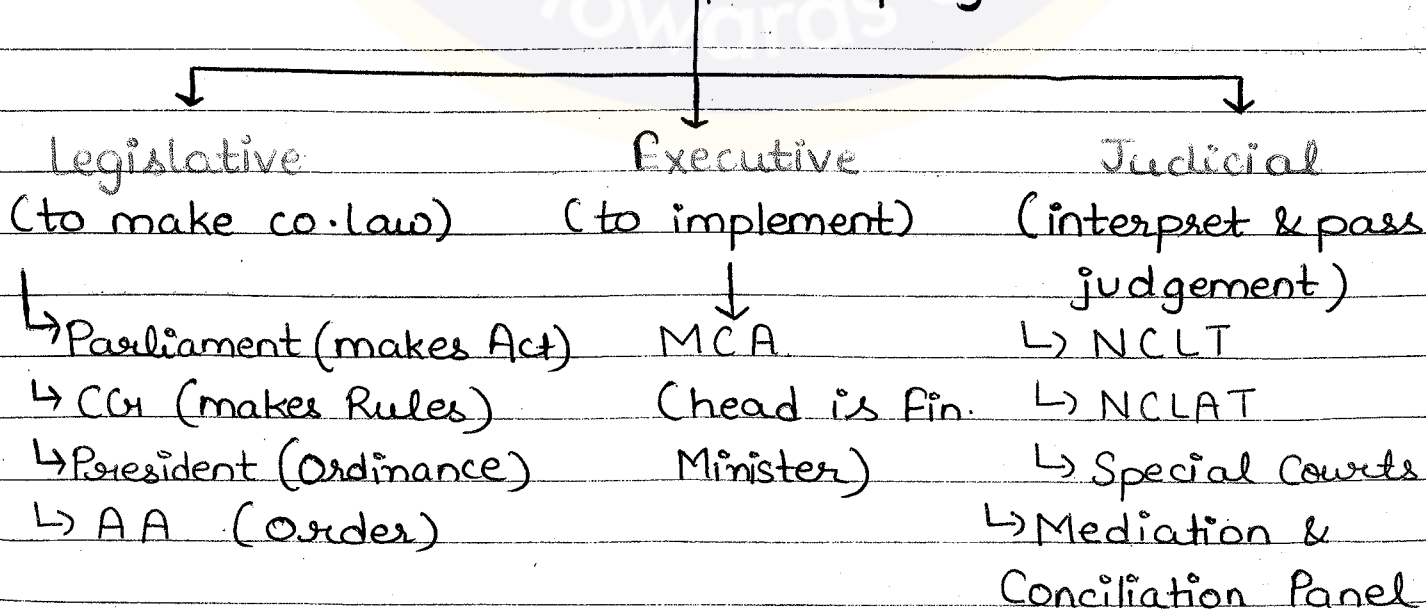 Towards
Legislative
(to make co. law)
↳ Parliament (makes Act)
↳ CG (makes Rules)
↳ President (Ordinance)
↳ AA (Order)
Executive
(to implement)
MCA
(head is Fin.
Minister)
Judicial
(interpret & pass
judgement)
↳ NCLT
↳ NCLAT
↳ Special Courts
↳ Mediation &
Conciliation Panel